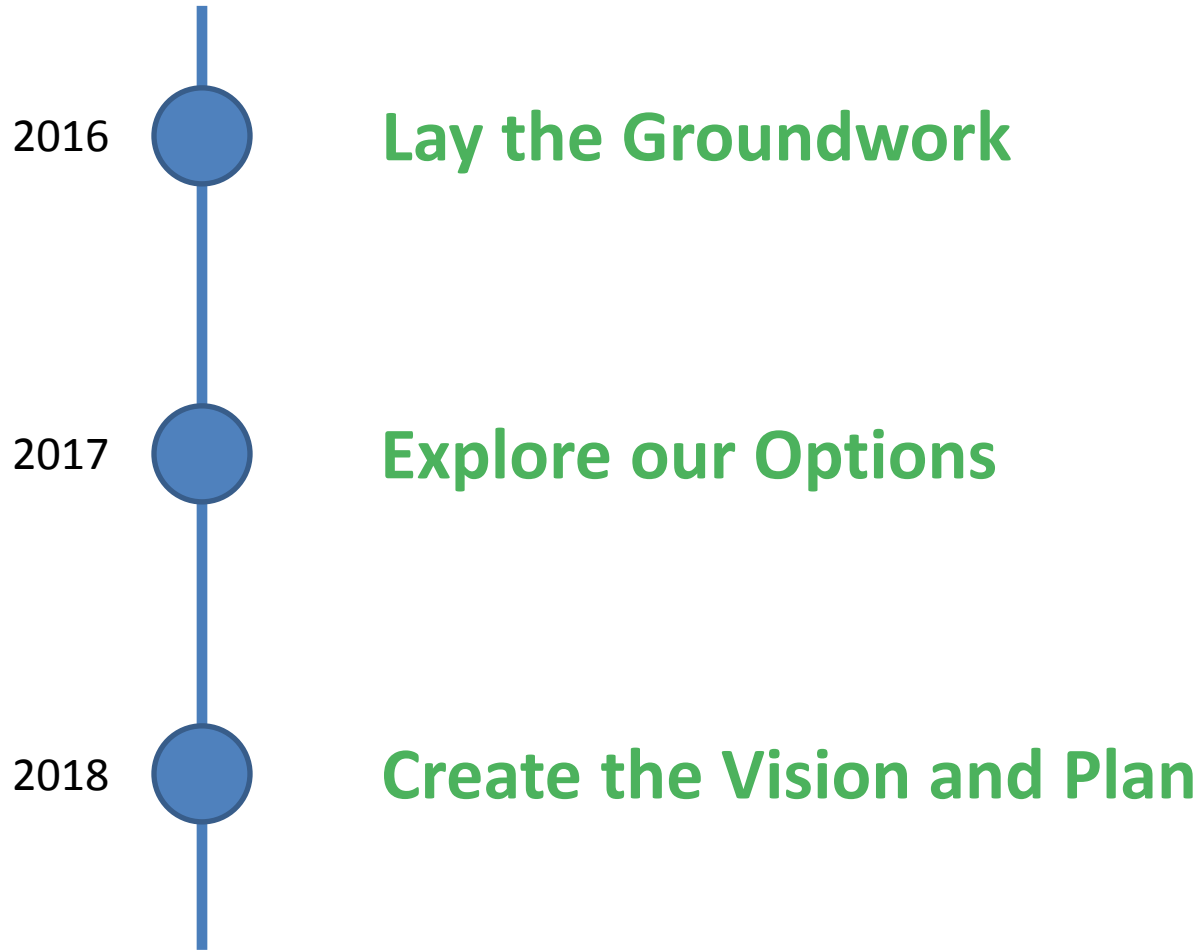 2016 Lay the Groundwork
2017 Explore our Options
2018 Create the Vision and Plan